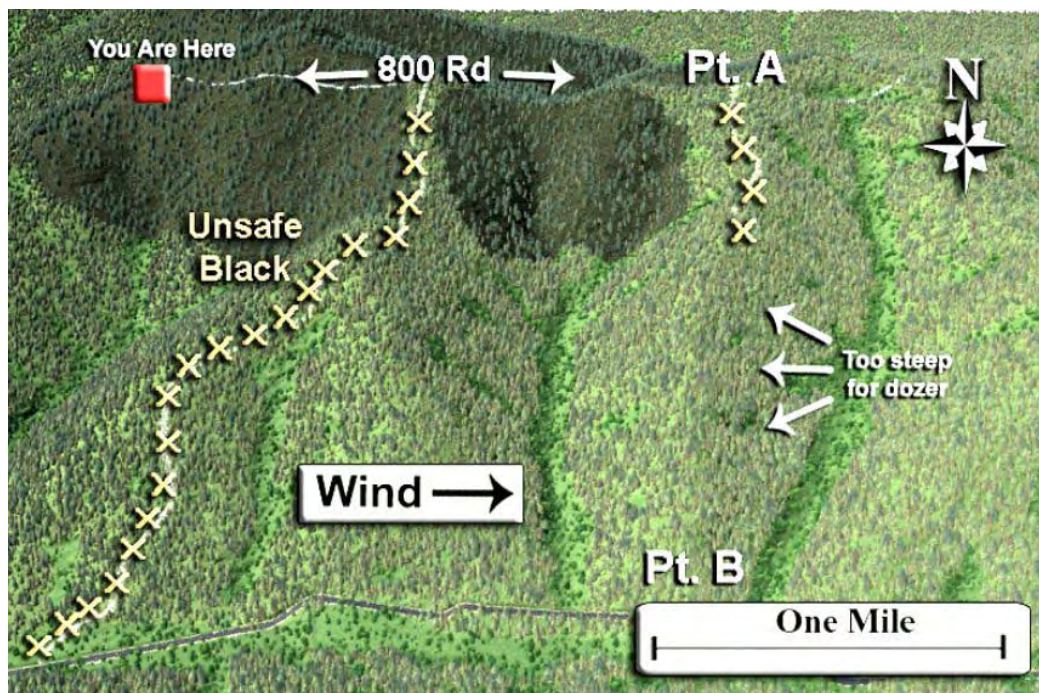 You Are Here
800 Rd
Pt. A
N
Unsafe
Black
Too steep
for dozer
Wind
Pt. B
One Mile